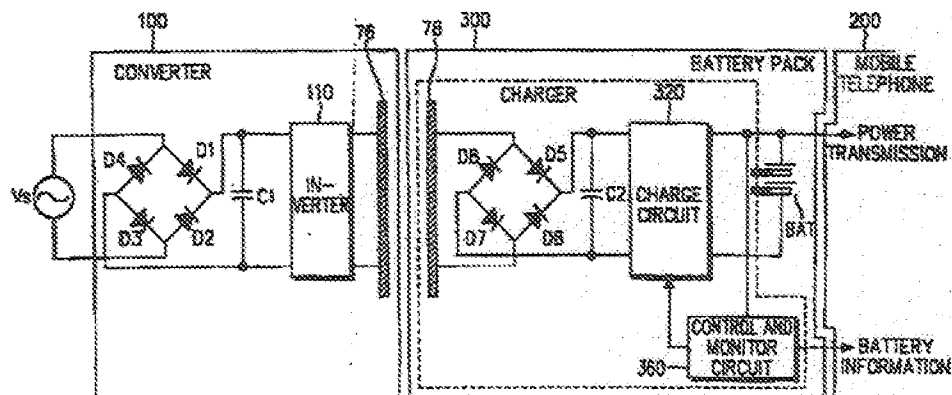 100
76
78
300
200
CONVERTER
BATTERY PACK
MOBILE
TELEPHONE
110
CHARGER
320
POWER
TRANSMISSION
D4
D1
D6
D5
Vs
C1
IN-
VERTER
C2
CHARGE
CIRCUIT
BAT
D3
D2
D7
D8
CONTROL AND
MONITOR
CIRCUIT
360
BATTERY
INFORMATION